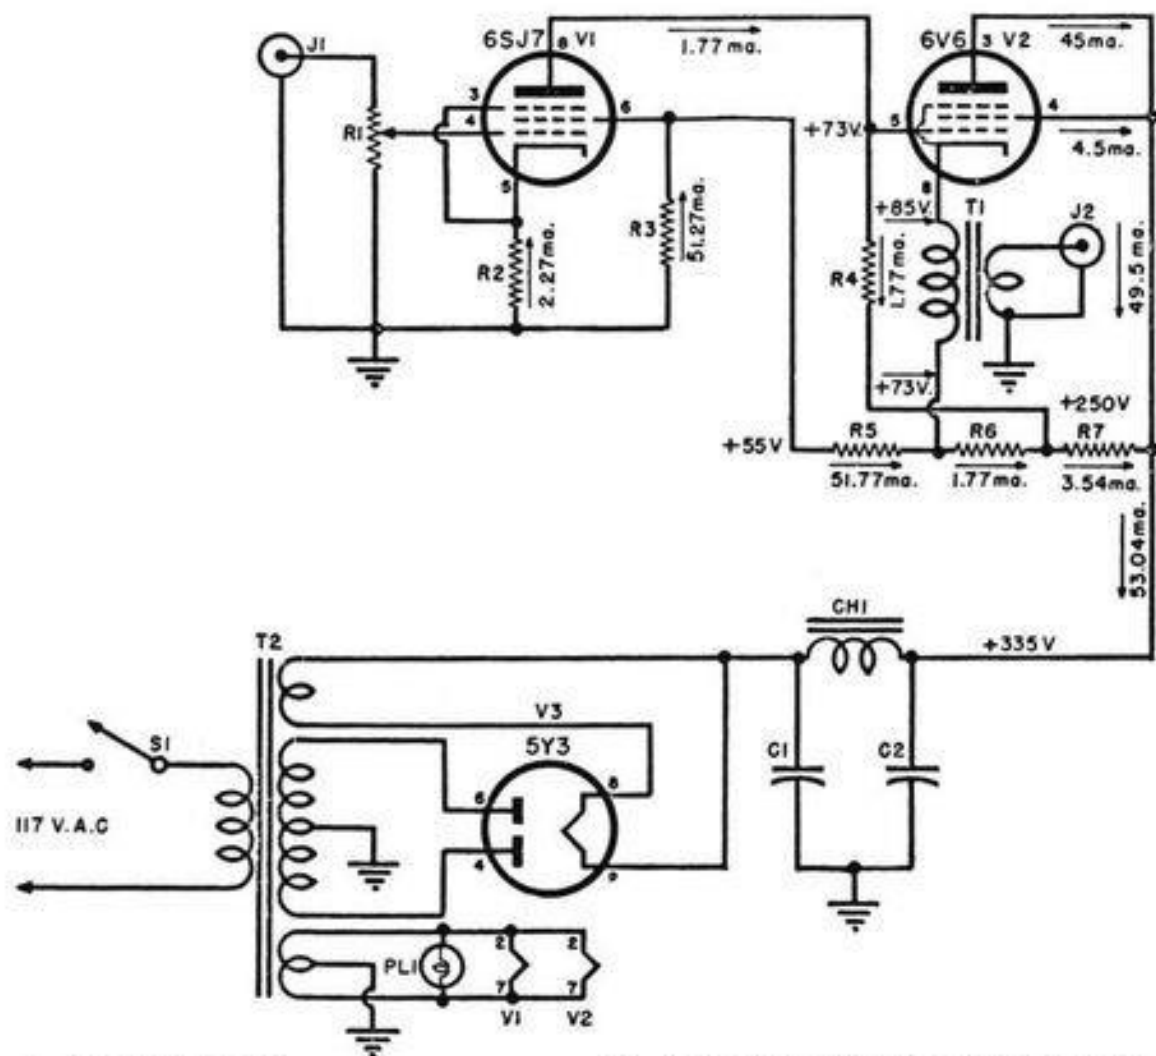 J1
R1
6SJ7
8
V1
3
4
5
6
1.77 ma.
6V6
3
V2
45ma.
4
4.5ma.
+73V.
5
8
R2
2.27ma.
R3
51.27ma.
R4
1.77ma.
+85V.
T1
J2
49.5 ma.
+73V.
+250V
+55V
R5
R6
R7
51.77ma.
1.77ma.
3.54ma.
53.04ma.
CH1
+335V
T2
S1
117 V.A.C
V3
5Y3
6
4
8
C1
C2
PL1
2
7
V1
2
7
V2